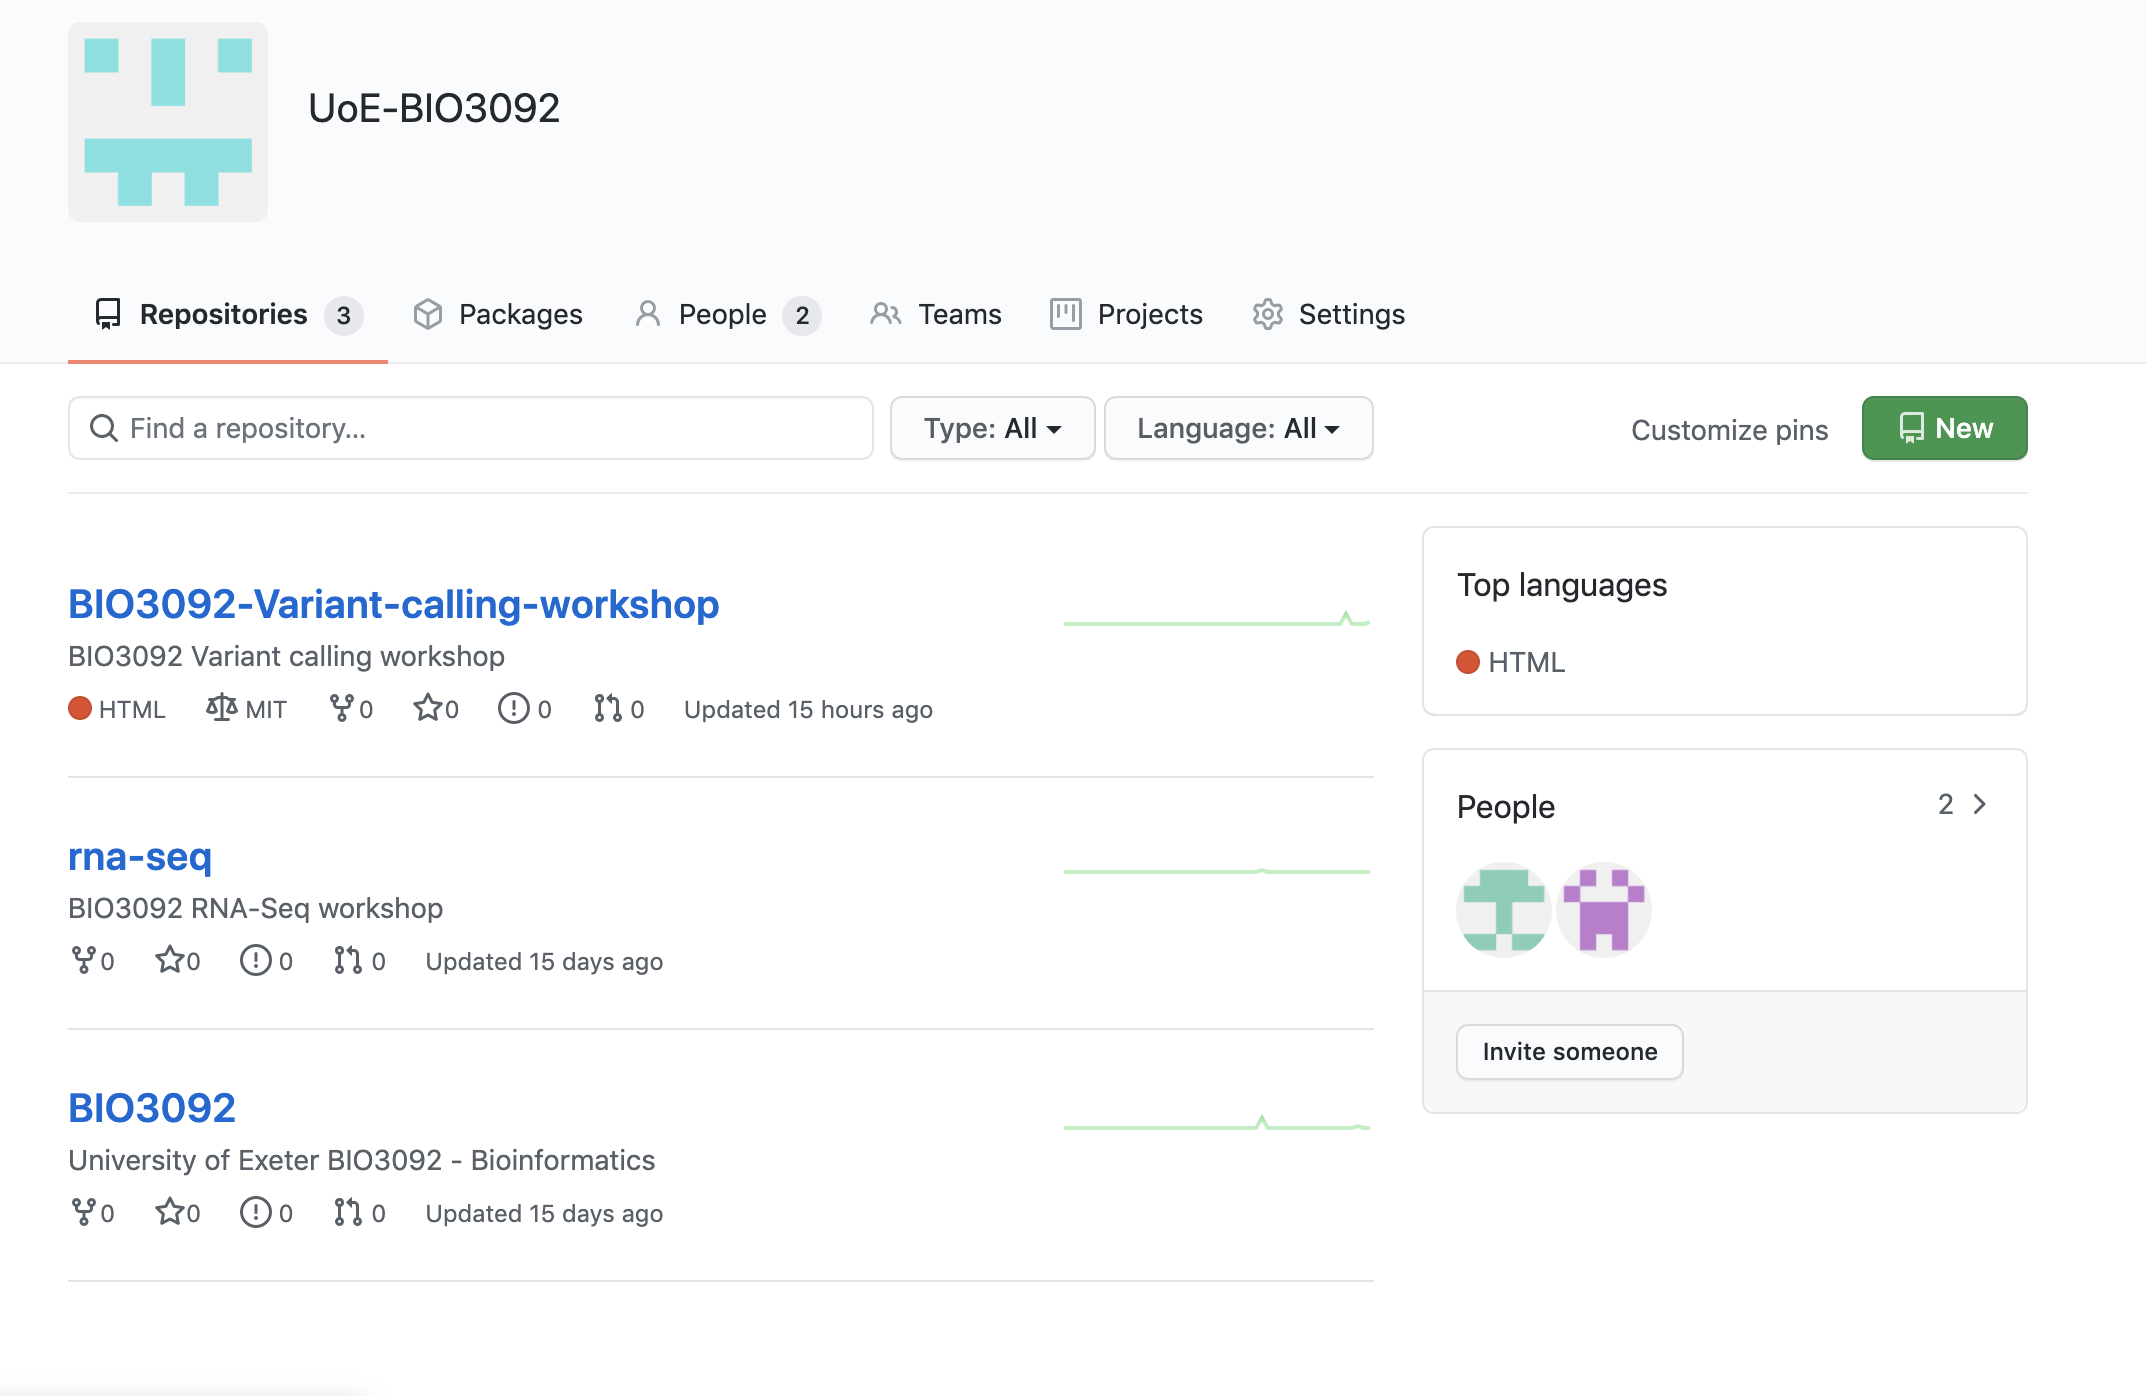 UoE-BIO3092
Repositories 3 Packages People 2 Teams Projects Settings
Find a repository... Type: All Language: All Customize pins New
BIO3092-Variant-calling-workshop
BIO3092 Variant calling workshop
HTML MIT 0 0 0 0 Updated 15 hours ago
rna-seq
BIO3092 RNA-Seq workshop
0 0 0 0 Updated 15 days ago
BIO3092
University of Exeter BIO3092 - Bioinformatics
0 0 0 0 Updated 15 days ago
Top languages
HTML
People 2
Invite someone